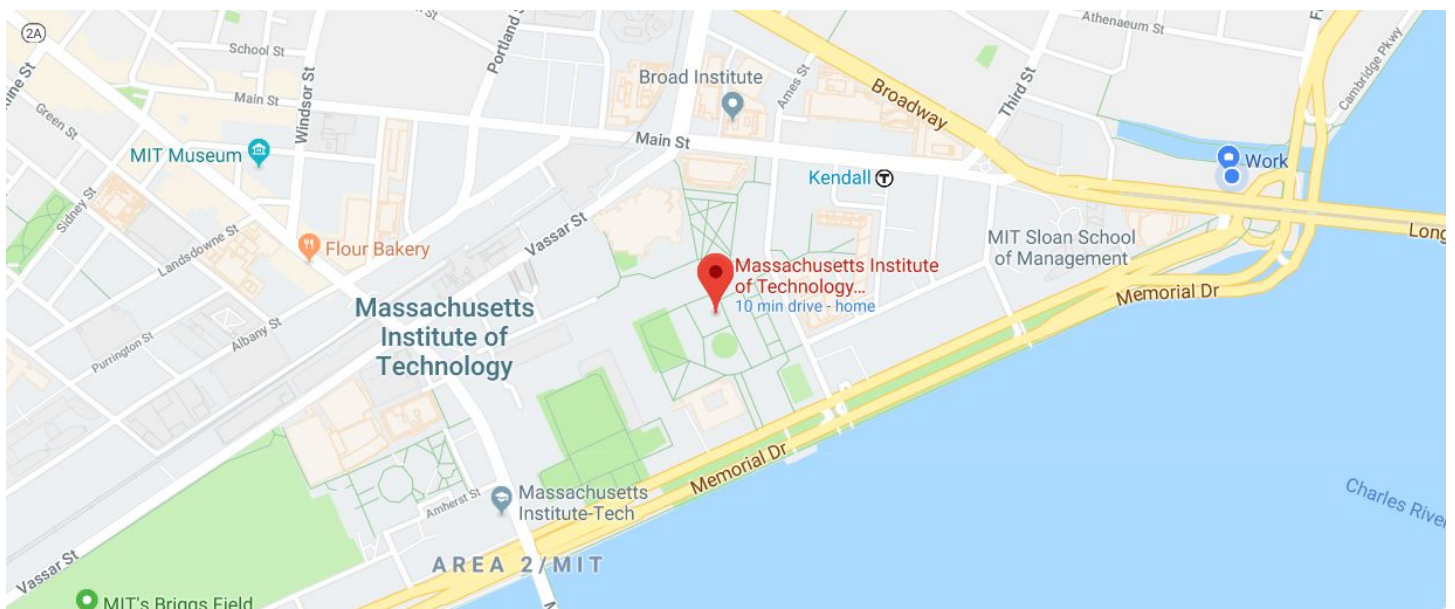 2A
School St
Portland S
Athenaeum St
Cambridge Pkwy
Broad Institute
Ames St
Third St
Broadway
Green St
Main St
Windsor St
MIT Museum
Main St
Work
Kendall T
Sidney St
Landsdowne St
Vassar St
Flour Bakery
MIT Sloan School
of Management
Long
Massachusetts Institute
of Technology...
10 min drive - home
Memorial Dr
Massachusetts
Institute of
Technology
Albany St
Purrington St
Memorial Dr
Charles River
Massachusetts
Institute-Tech
Amherst St
AREA 2/MIT
Vassar St
MIT's Briggs Field